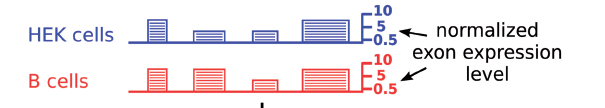 HEK cells
10
5
0.5
normalized
exon expression
level
B cells
10
5
0.5